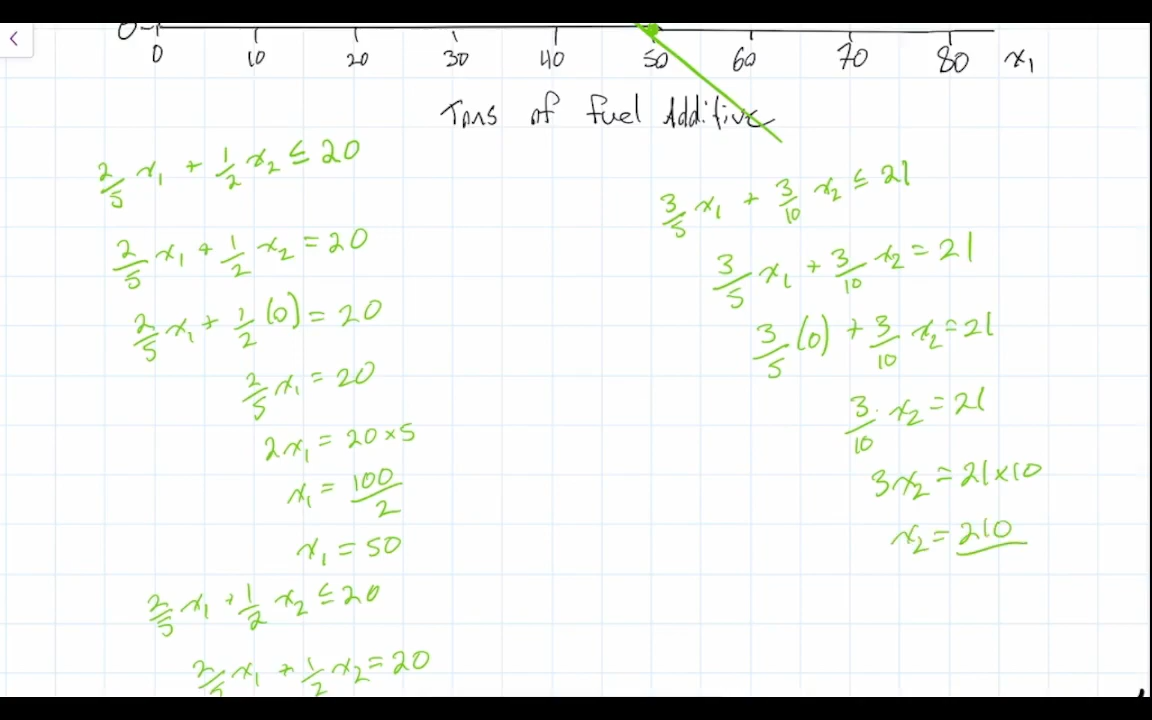 0
0 10 20 30 40 50 60 70 80 x₁
Tons of Fuel Additive
2/5 x₁ + 1/2 x₂ ≤ 20
2/5 x₁ + 1/2 x₂ = 20
2/5 x₁ + 1/2 (0) = 20
2/5 x₁ = 20
2x₁ = 20×5
x₁ = 100/2
x₁ = 50
2/5 x₁ + 1/2 x₂ ≤ 20
2/5 x₁ + 1/2 x₂ = 20
3/5 x₁ + 3/10 x₂ ≤ 21
3/5 x₁ + 3/10 x₂ = 21
3/5 (0) + 3/10 x₂ = 21
3/10 x₂ = 21
3x₂ = 21×10
x₂ = 210